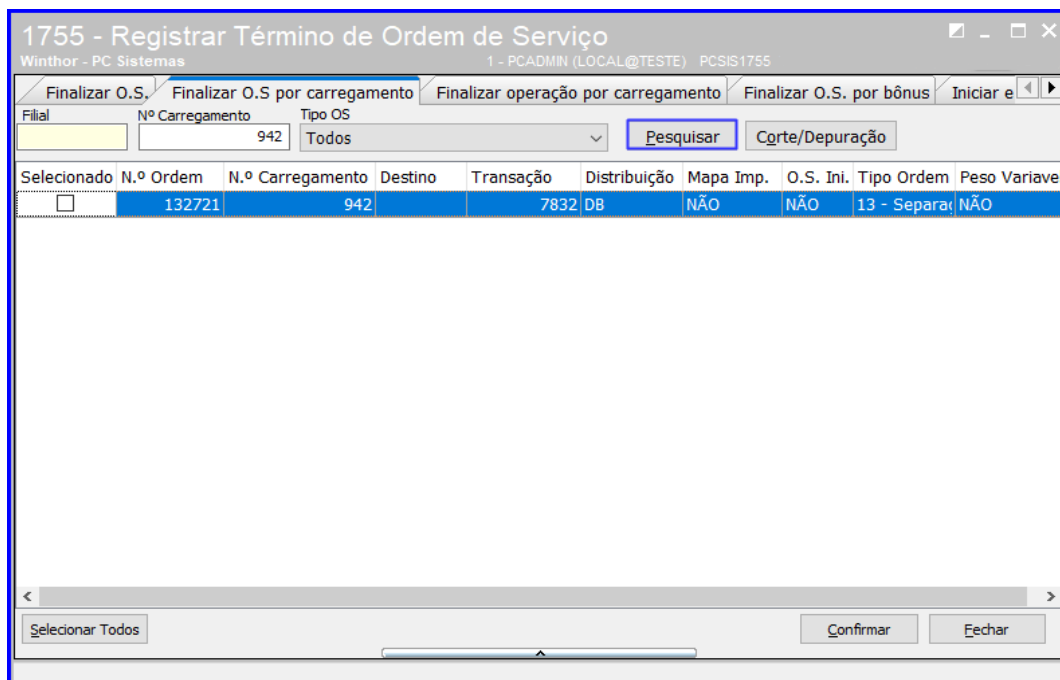 1755 - Registrar Término de Ordem de Serviço
Winthor - PC Sistemas 1 - PCADMIN (LOCAL@TESTE) PCSIS1755
Finalizar O.S. Finalizar O.S por carregamento Finalizar operação por carregamento Finalizar O.S. por bônus Iniciar e
Filial Nº Carregamento Tipo OS
942 Todos Pesquisar Corte/Depuração
Selecionado N.º Ordem N.º Carregamento Destino Transação Distribuição Mapa Imp. O.S. Ini. Tipo Ordem Peso Variave
132721 942 7832 DB NÃO NÃO 13 - Separaç NÃO
Selecionar Todos Confirmar Fechar